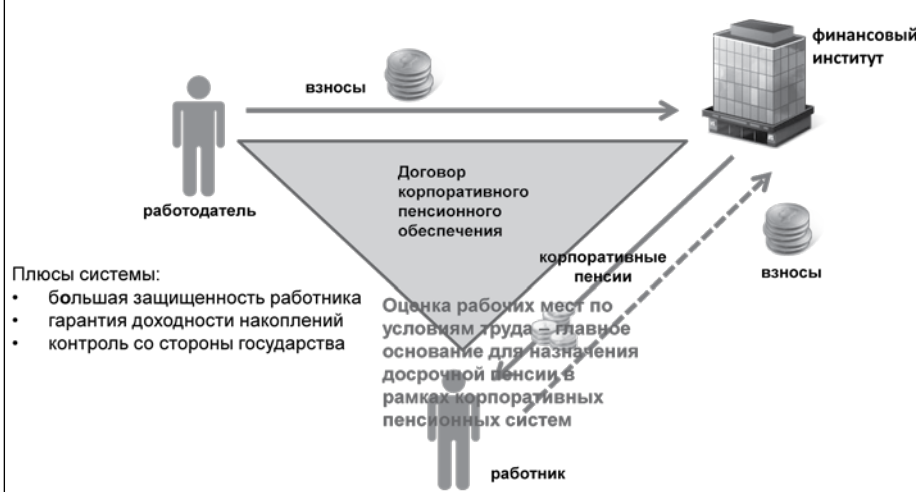 финансовый
институт
взносы
работодатель
Договор
корпоративного
пенсионного
обеспечения
корпоративные
пенсии
взносы
Плюсы системы:
• большая защищенность работника
• гарантия доходности накоплений
• контроль со стороны государства
Оценка рабочих мест по
условиям труда – главное
основание для назначения
досрочной пенсии в
рамках корпоративных
пенсионных систем
работник